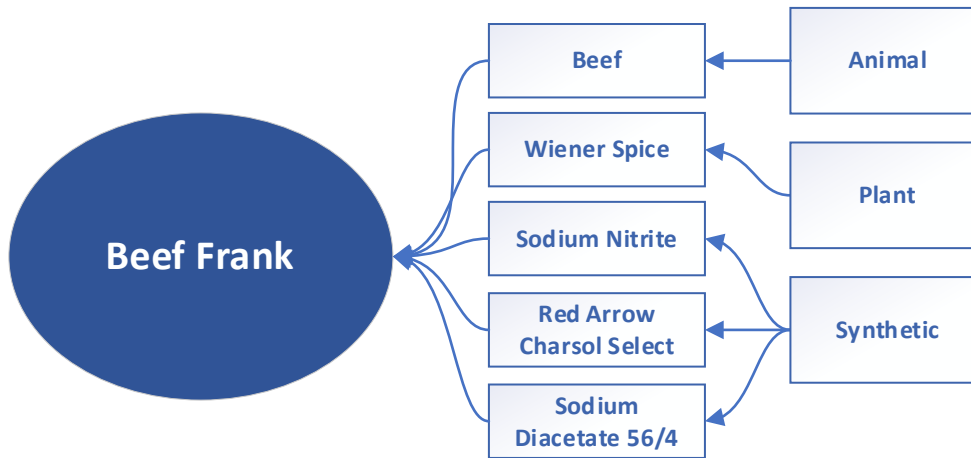 Beef
Animal
Wiener Spice
Plant
Beef Frank
Sodium Nitrite
Red Arrow
Charsol Select
Synthetic
Sodium
Diacetate 56/4